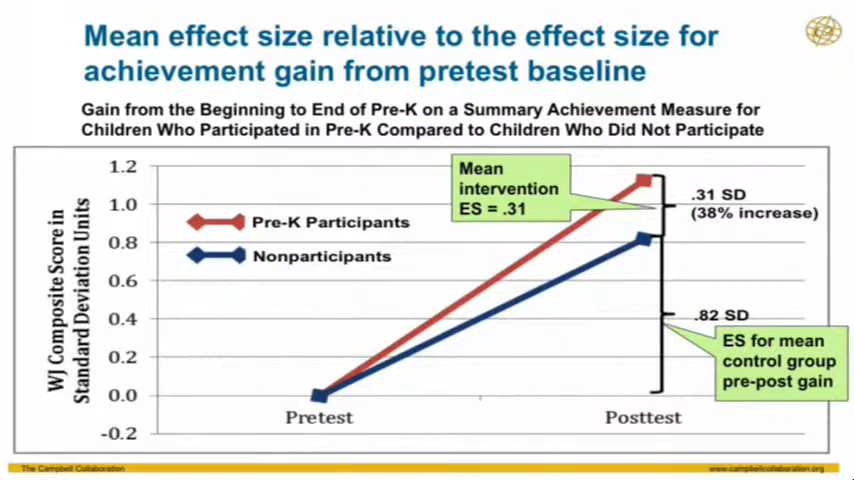 Mean effect size relative to the effect size for
achievement gain from pretest baseline
Gain from the Beginning to End of Pre-K on a Summary Achievement Measure for
Children Who Participated in Pre-K Compared to Children Who Did Not Participate
WJ Composite Score in
Standard Deviation Units
1.2
1.0
0.8
0.6
0.4
0.2
0.0
-0.2
Pre-K Participants
Nonparticipants
Mean
intervention
ES = .31
.31 SD
(38% increase)
.82 SD
ES for mean
control group
pre-post gain
Pretest
Posttest
The Campbell Collaboration
www.campbellcollaboration.org